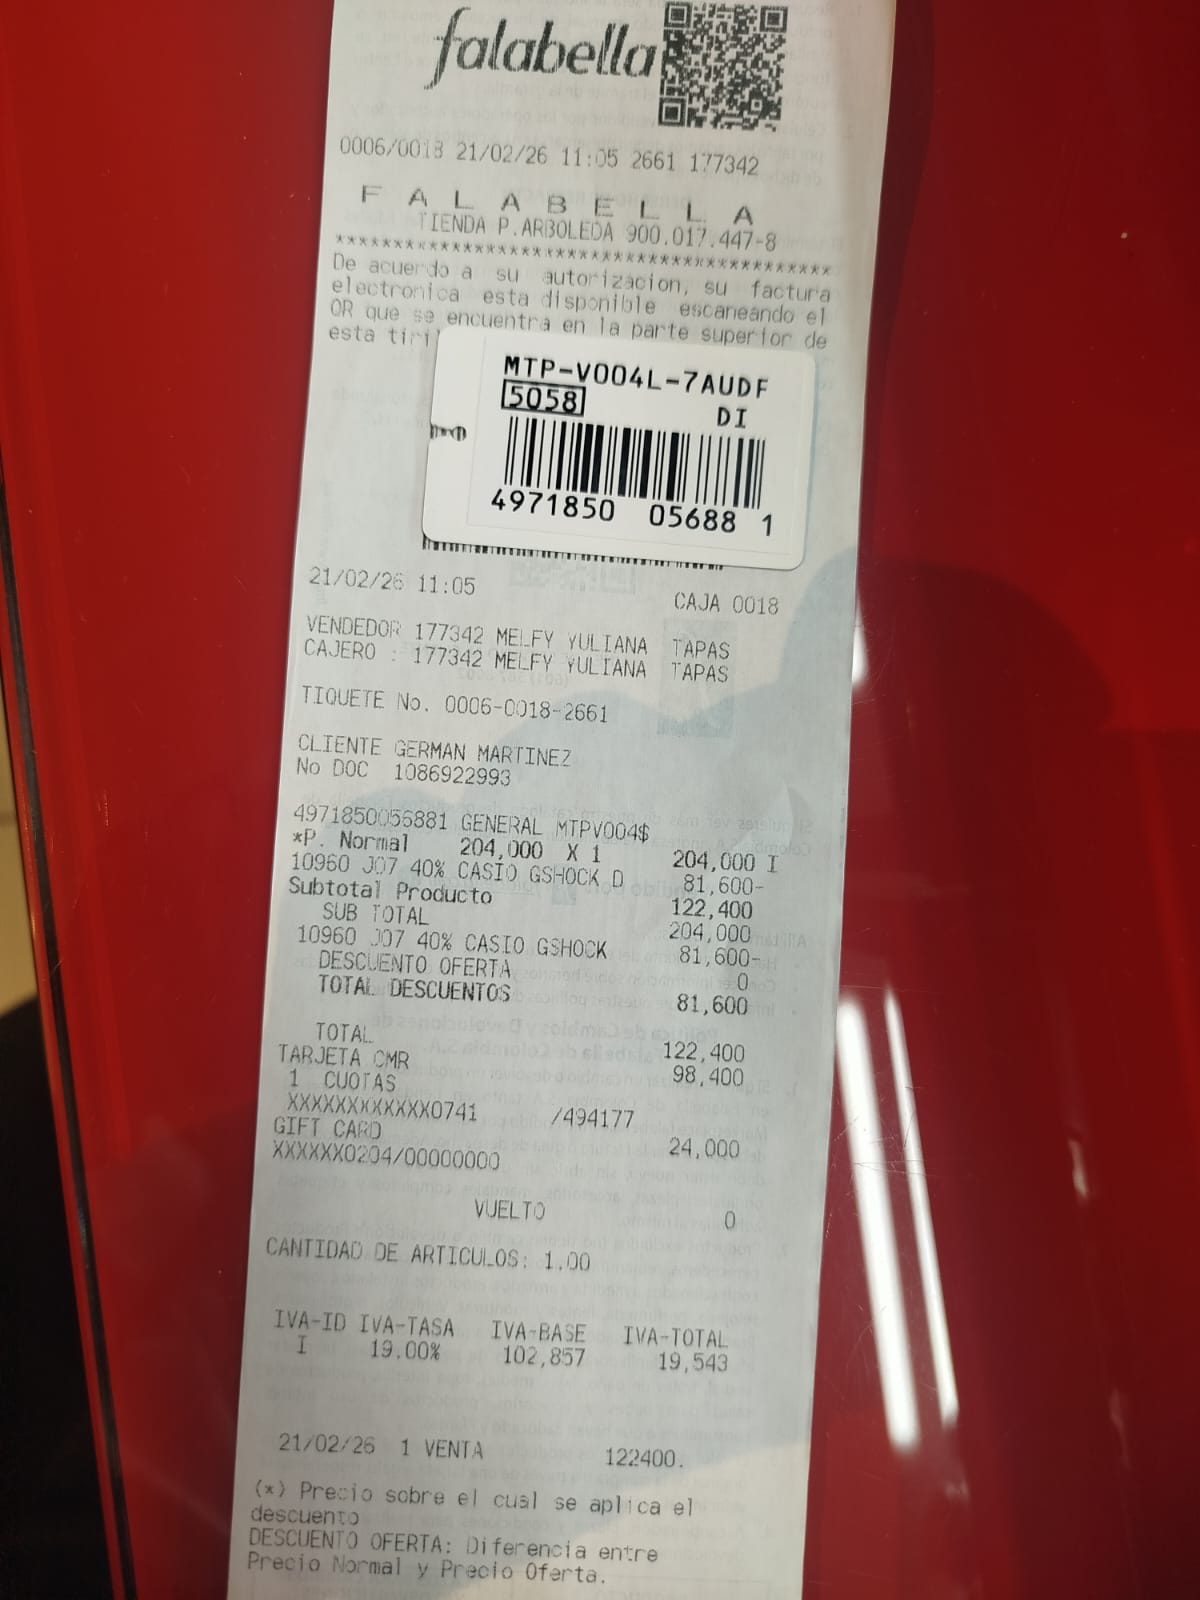 falabella
0006/0018 21/02/26 11:05 2661 177342
F A L A B E L L A
TIENDA P.ARBOLEDA 900.017.447-8
******************************************
De acuerdo a su autorizacion, su factura
electronica esta disponible escaneando el
QR que se encuentra en la parte superior de
esta
MTP-V004L-7AUDF
5058 DI
4971850 05688 1
21/02/26 11:05 CAJA 0018
VENDEDOR 177342 MELFY YULIANA TAPAS
CAJERO : 177342 MELFY YULIANA TAPAS
TIQUETE No. 0006-0018-2661
CLIENTE GERMAN MARTINEZ
No DOC 1086922993
4971850056881 GENERAL MTPV004$
*P. Normal 204,000 X 1 204,000 I
10960 J07 40% CASIO GSHOCK D 81,600-
Subtotal Producto 122,400
SUB TOTAL 204,000
10960 J07 40% CASIO GSHOCK 81,600-
DESCUENTO OFERTA 0
TOTAL DESCUENTOS 81,600
TOTAL 122,400
TARJETA CMR 98,400
1 CUOTAS
XXXXXXXXXXXX0741 /494177
GIFT CARD 24,000
XXXXXX0204/00000000
VUELTO 0
CANTIDAD DE ARTICULOS: 1,00
IVA-ID IVA-TASA IVA-BASE IVA-TOTAL
I 19.00% 102,857 19,543
21/02/26 1 VENTA 122400.
(*) Precio sobre el cual se aplica el
descuento
DESCUENTO OFERTA: Diferencia entre
Precio Normal y Precio Oferta.